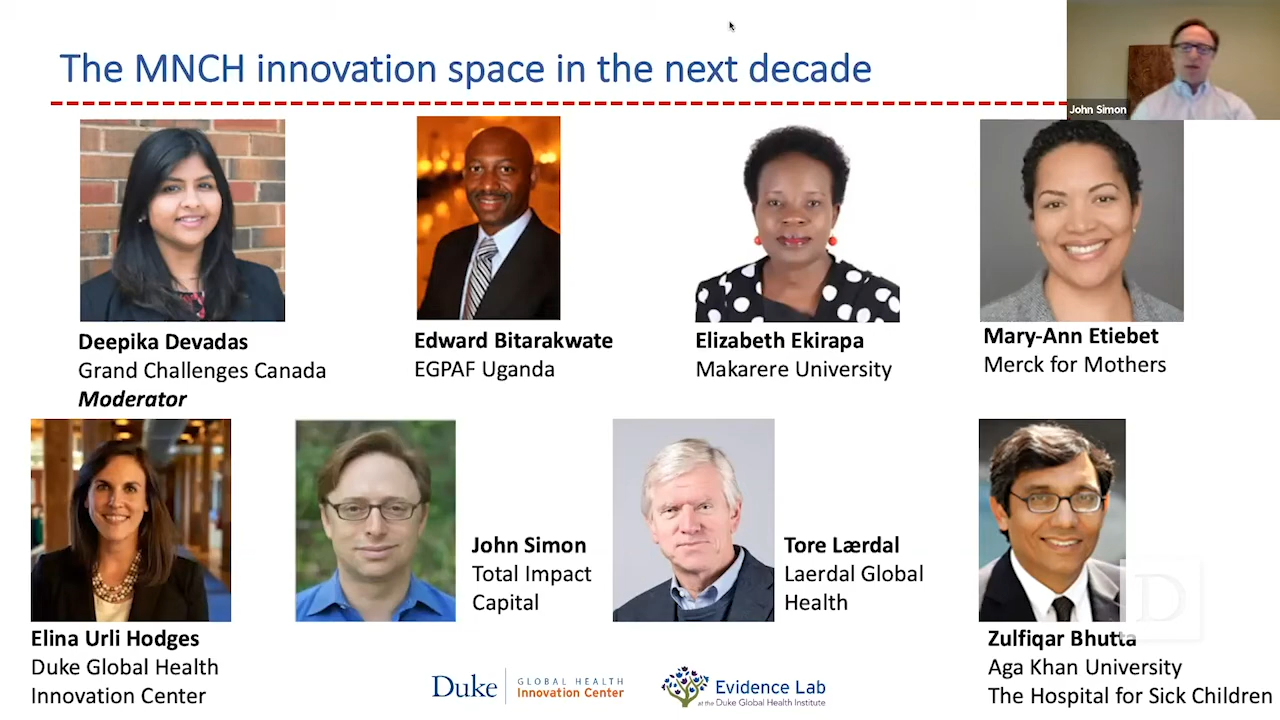 The MNCH innovation space in the next decade
John Simon
Deepika Devadas
Grand Challenges Canada
Moderator
Edward Bitarakwate
EGPAF Uganda
Elizabeth Ekirapa
Makarere University
Mary-Ann Etiebet
Merck for Mothers
Elina Urli Hodges
Duke Global Health
Innovation Center
John Simon
Total Impact
Capital
Tore Lærdal
Laerdal Global
Health
Zulfiqar Bhutta
Aga Khan University
The Hospital for Sick Children
D
Duke
GLOBAL HEALTH
Innovation Center
Evidence Lab
at the Duke Global Health Institute